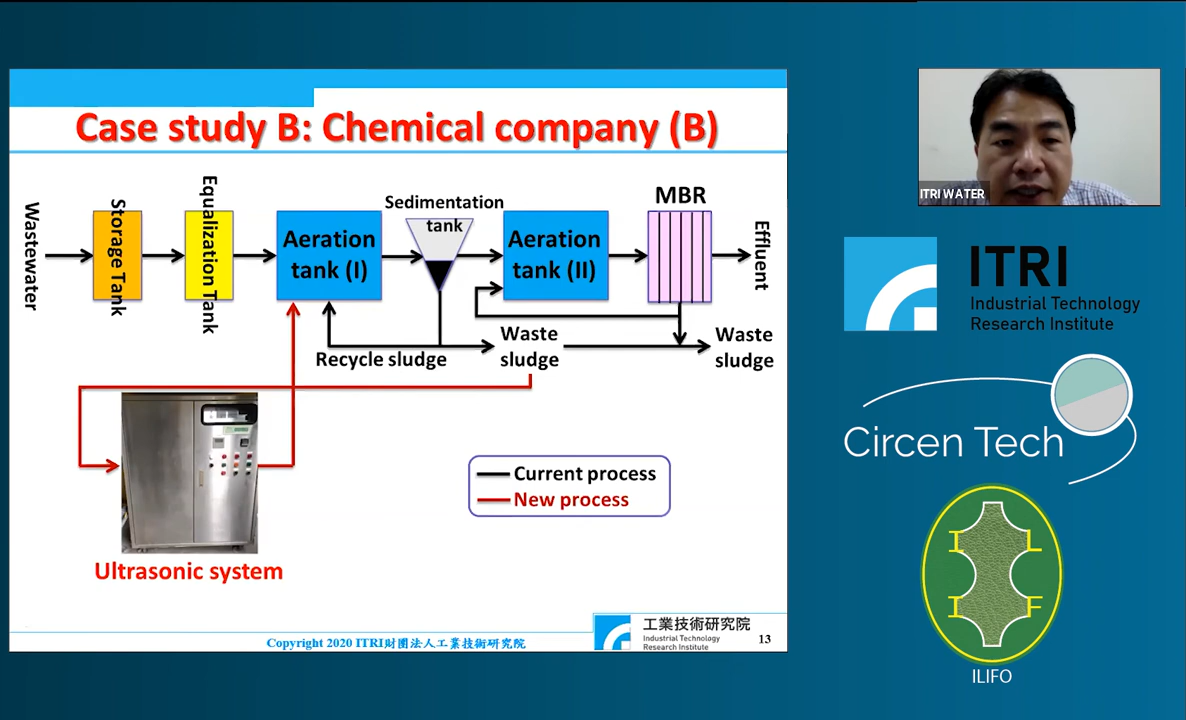 Case study B: Chemical company (B)
Wastewater
Storage Tank
Equalization Tank
Aeration
tank (I)
Sedimentation
tank
Aeration
tank (II)
MBR
Effluent
Recycle sludge
Waste
sludge
Waste
sludge
Current process
New process
Ultrasonic system
Copyright 2020 ITRI財團法人工業技術研究院
工業技術研究院
Industrial Technology
Research Institute
13
ITRI WATER
ITRI
Industrial Technology
Research Institute
Circen Tech
I L
I F
ILIFO